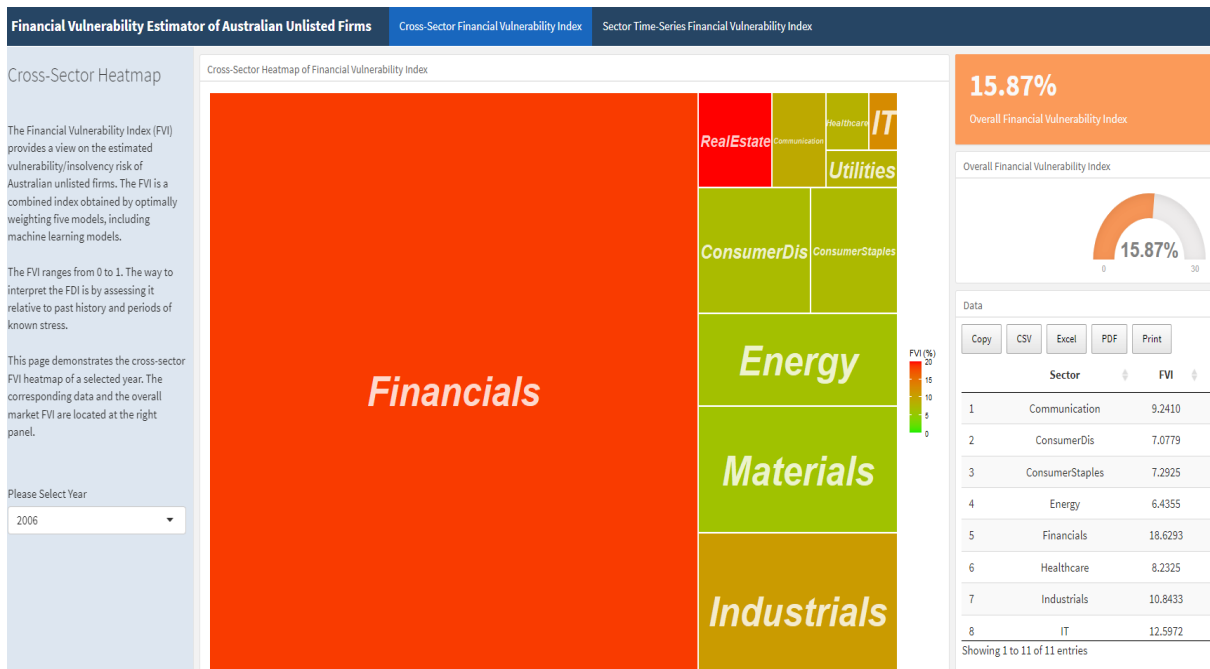 Financial Vulnerability Estimator of Australian Unlisted Firms
Cross-Sector Financial Vulnerability Index
Sector Time-Series Financial Vulnerability Index
Cross-Sector Heatmap
The Financial Vulnerability Index (FVI)
provides a view on the estimated
vulnerability/insolvency risk of
Australian unlisted firms. The FVI is a
combined index obtained by optimally
weighting five models, including
machine learning models.
The FVI ranges from 0 to 1. The way to
interpret the FDI is by assessing it
relative to past history and periods of
known stress.
This page demonstrates the cross-sector
FVI heatmap of a selected year. The
corresponding data and the overall
market FVI are located at the right
panel.
Please Select Year
2006
Cross-Sector Heatmap of Financial Vulnerability Index
Financials
RealEstate
Communication
Healthcare
IT
Utilities
ConsumerDis
ConsumerStaples
Energy
Materials
Industrials
FVI (%)
20
15
10
5
0
15.87%
Overall Financial Vulnerability Index
Overall Financial Vulnerability Index
15.87%
0
30
Data
Copy
CSV
Excel
PDF
Print
Sector FVI
1 Communication 9.2410
2 ConsumerDis 7.0779
3 ConsumerStaples 7.2925
4 Energy 6.4355
5 Financials 18.6293
6 Healthcare 8.2325
7 Industrials 10.8433
8 IT 12.5972
Showing 1 to 11 of 11 entries